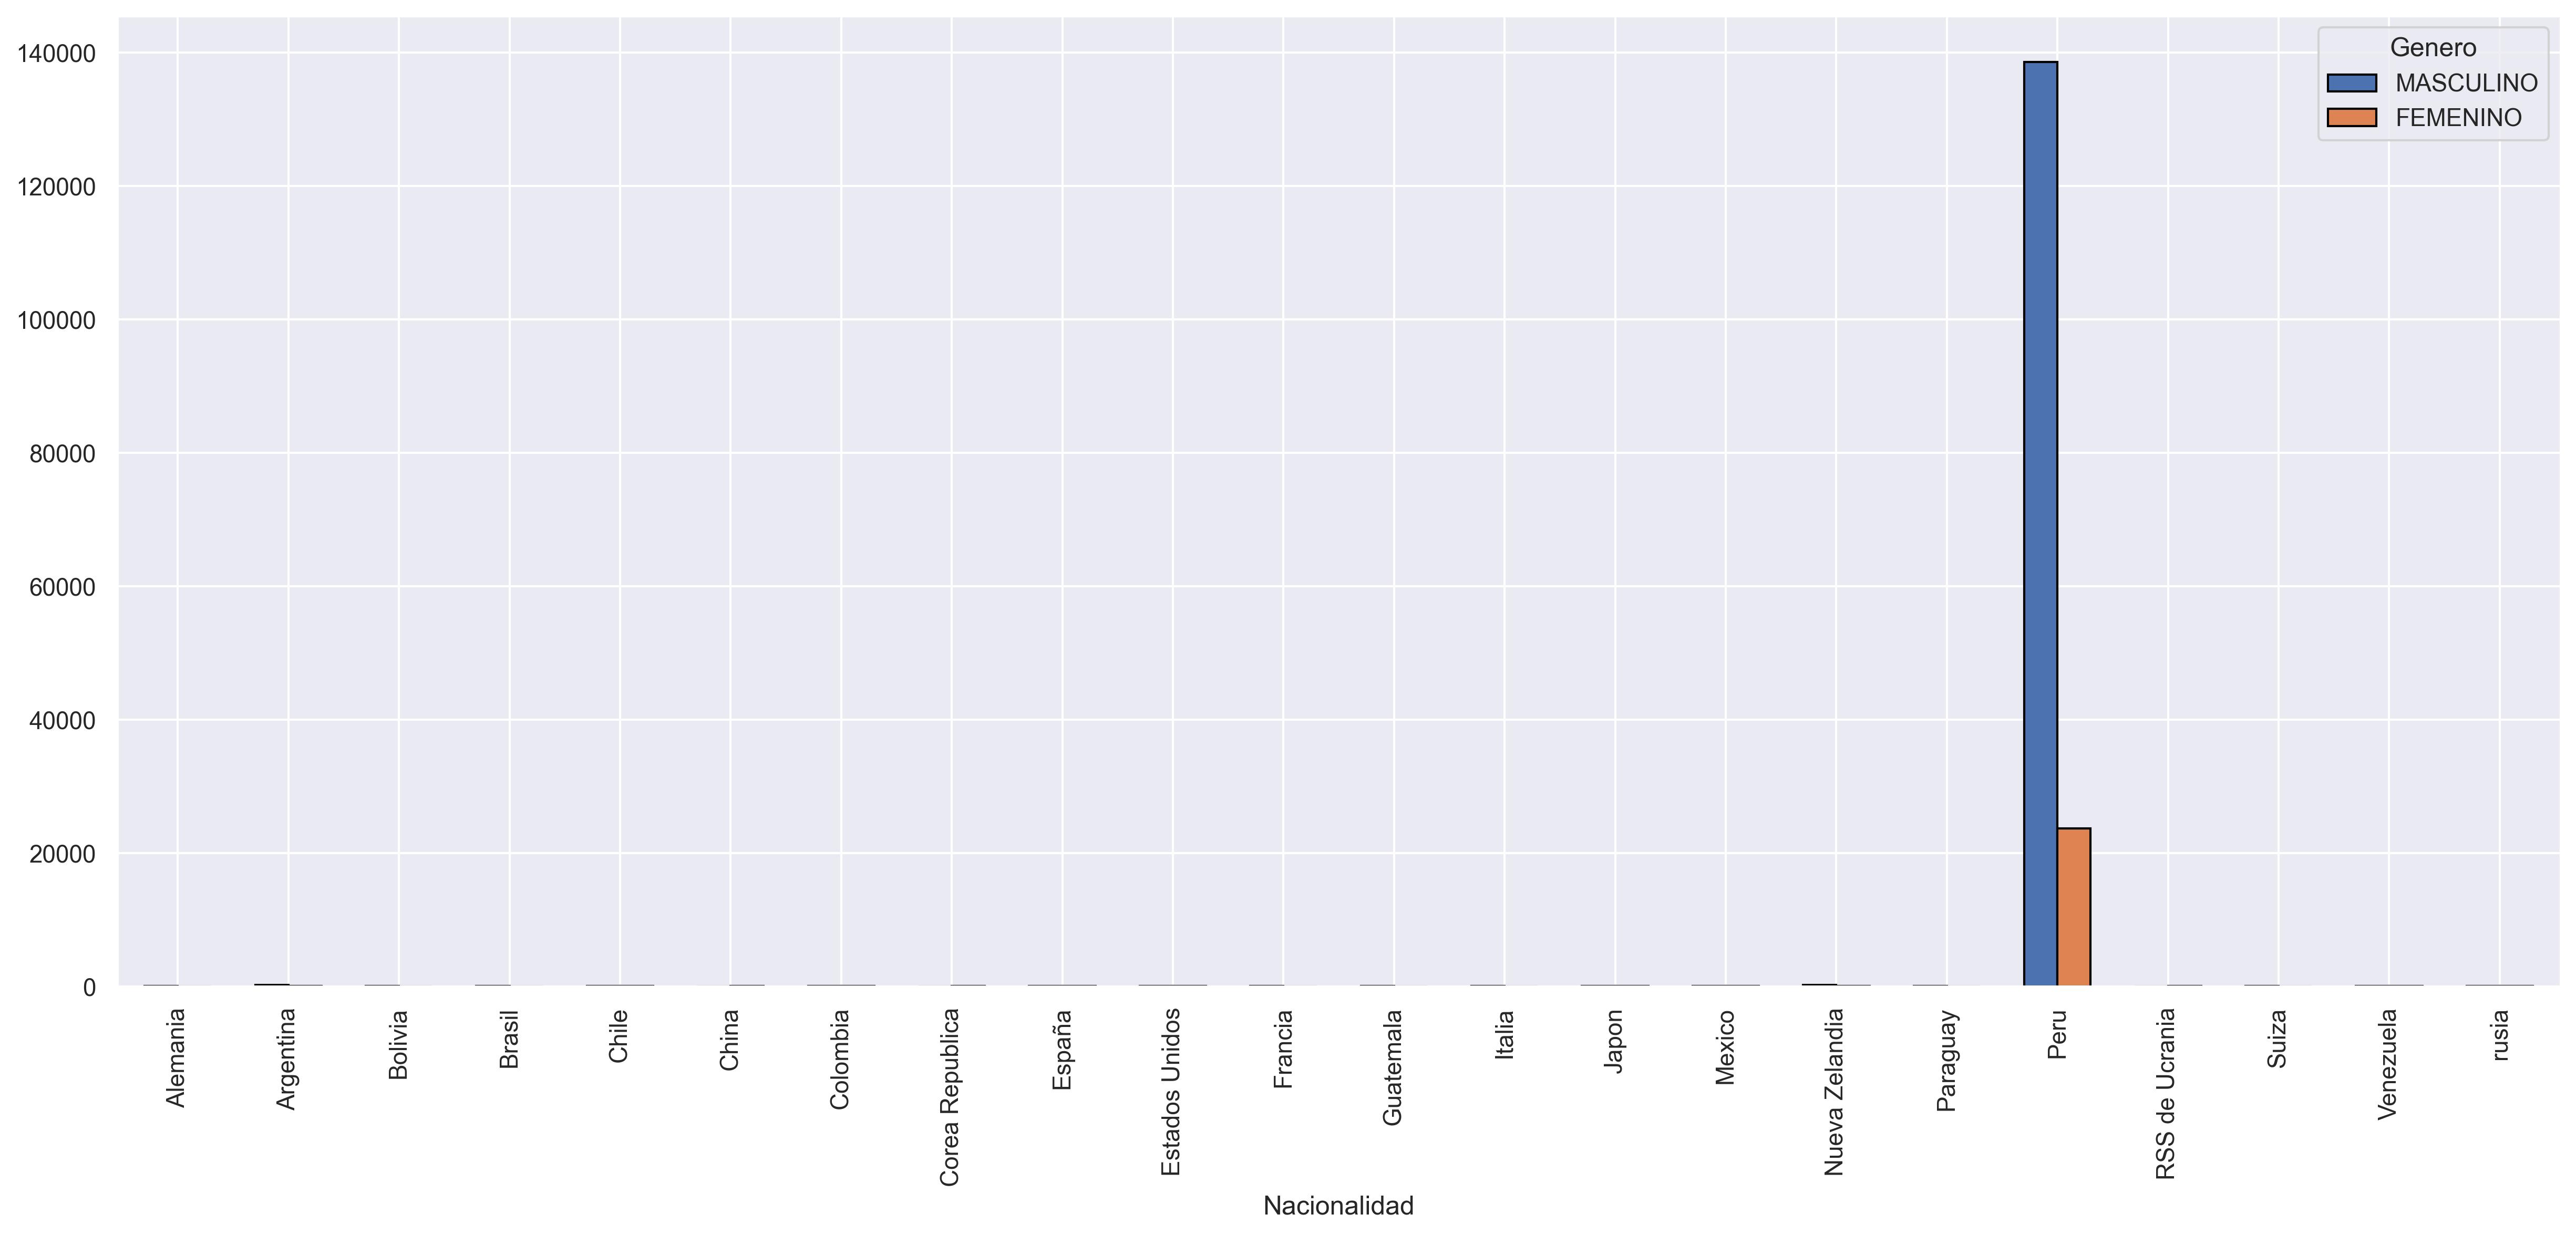 140000
120000
100000
80000
60000
40000
20000
0
Genero
MASCULINO
FEMENINO
Alemania
Argentina
Bolivia
Brasil
Chile
China
Colombia
Corea Republica
España
Estados Unidos
Francia
Guatemala
Italia
Japon
Mexico
Nueva Zelandia
Paraguay
Peru
RSS de Ucrania
Suiza
Venezuela
rusia
Nacionalidad